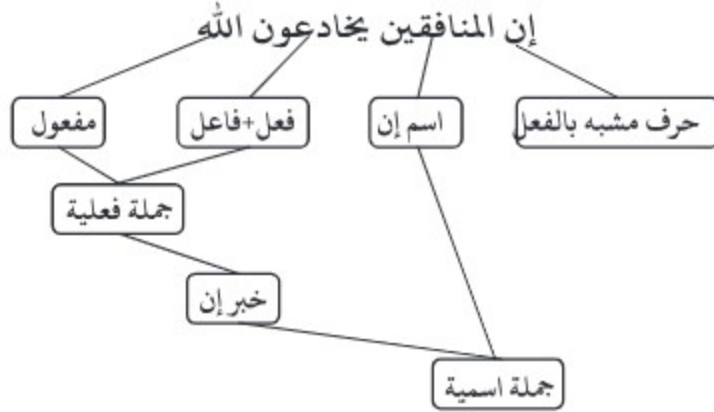 إن المنافقين يخادعون الله
حرف مشبه بالفعل
اسم إن
فعل+فاعل
مفعول
جملة فعلية
خبر إن
جملة اسمية